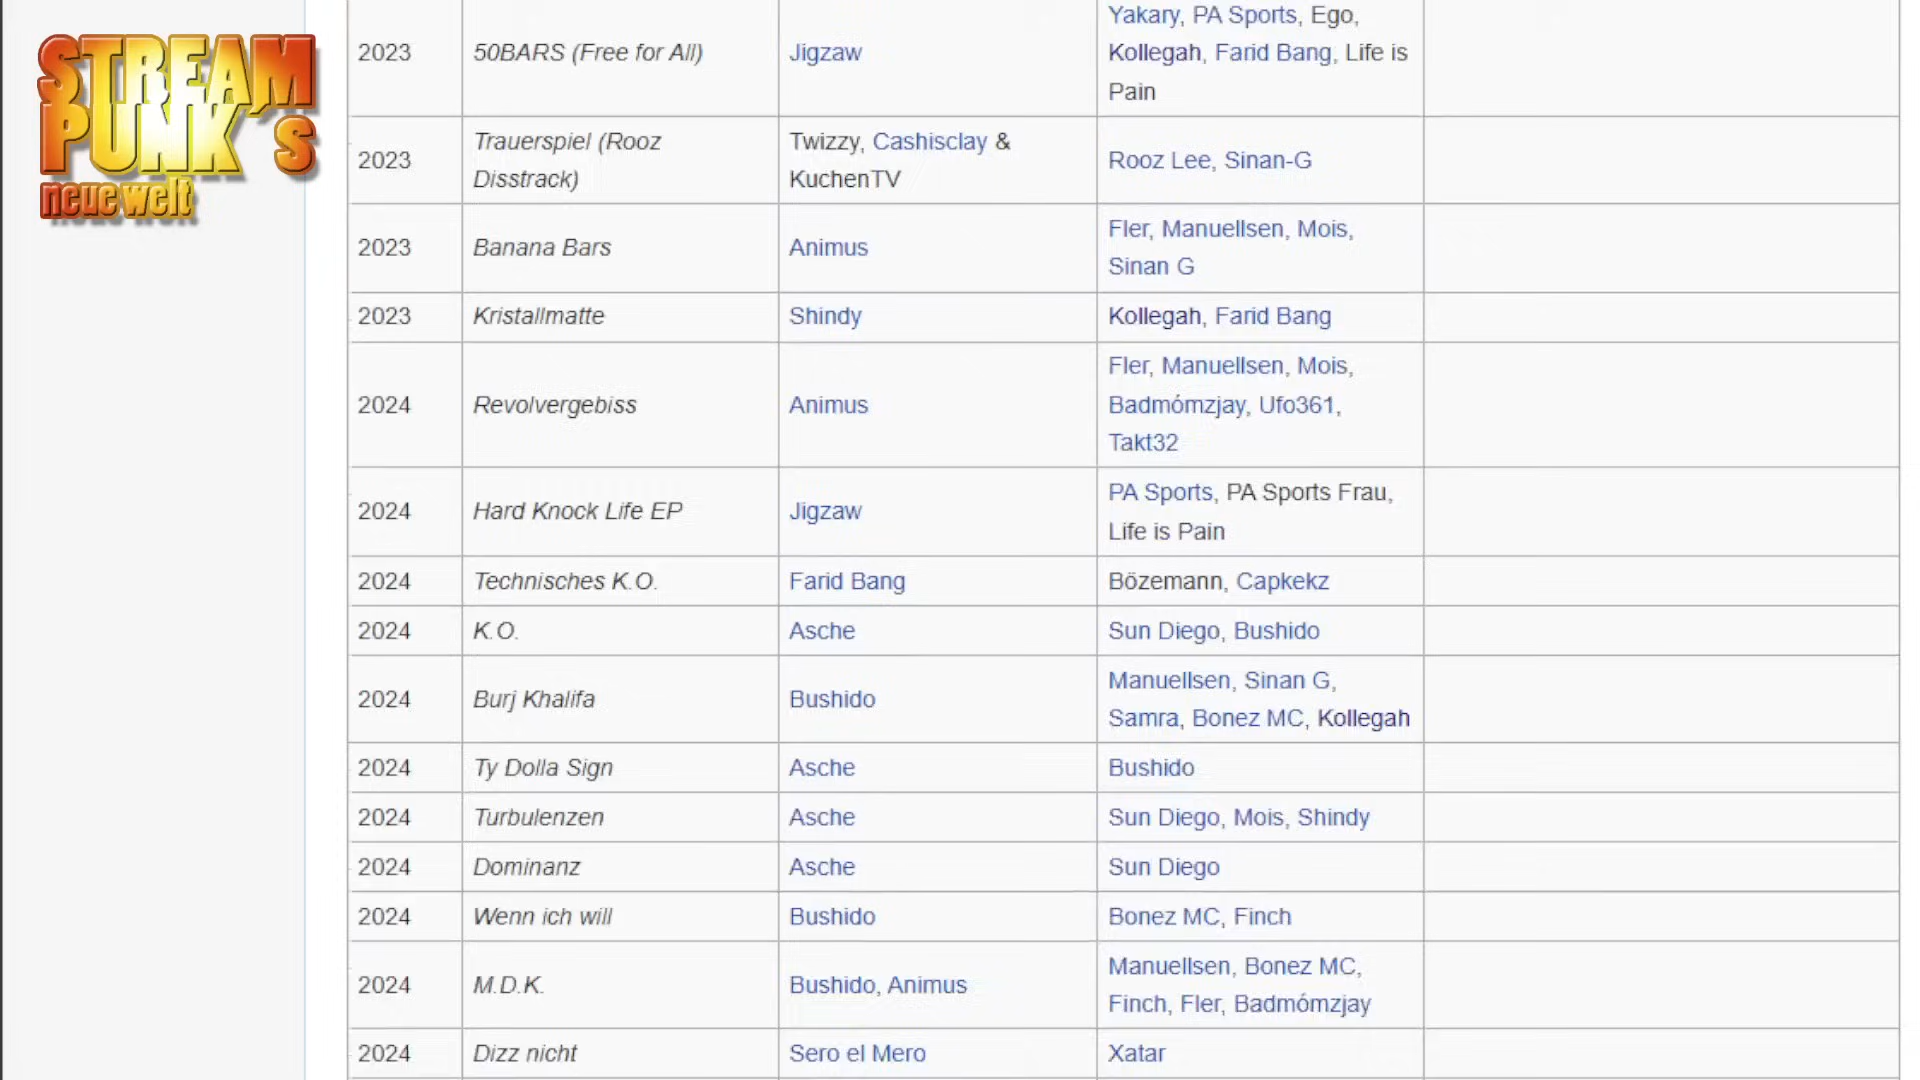 STREAM
PUNK´s
neue welt
Yakary, PA Sports, Ego,
2023 50BARS (Free for All) Jigzaw Kollegah, Farid Bang, Life is
Pain
Trauerspiel (Rooz Twizzy, Cashisclay &
2023 Rooz Lee, Sinan-G
Disstrack) KuchenTV
Fler, Manuellsen, Mois,
2023 Banana Bars Animus
Sinan G
2023 Kristallmatte Shindy Kollegah, Farid Bang
Fler, Manuellsen, Mois,
2024 Revolvergebiss Animus Badmómzjay, Ufo361,
Takt32
PA Sports, PA Sports Frau,
2024 Hard Knock Life EP Jigzaw
Life is Pain
2024 Technisches K.O. Farid Bang Bözemann, Capkekz
2024 K.O. Asche Sun Diego, Bushido
Manuellsen, Sinan G,
2024 Burj Khalifa Bushido
Samra, Bonez MC, Kollegah
2024 Ty Dolla Sign Asche Bushido
2024 Turbulenzen Asche Sun Diego, Mois, Shindy
2024 Dominanz Asche Sun Diego
2024 Wenn ich will Bushido Bonez MC, Finch
Manuellsen, Bonez MC,
2024 M.D.K. Bushido, Animus
Finch, Fler, Badmómzjay
2024 Dizz nicht Sero el Mero Xatar